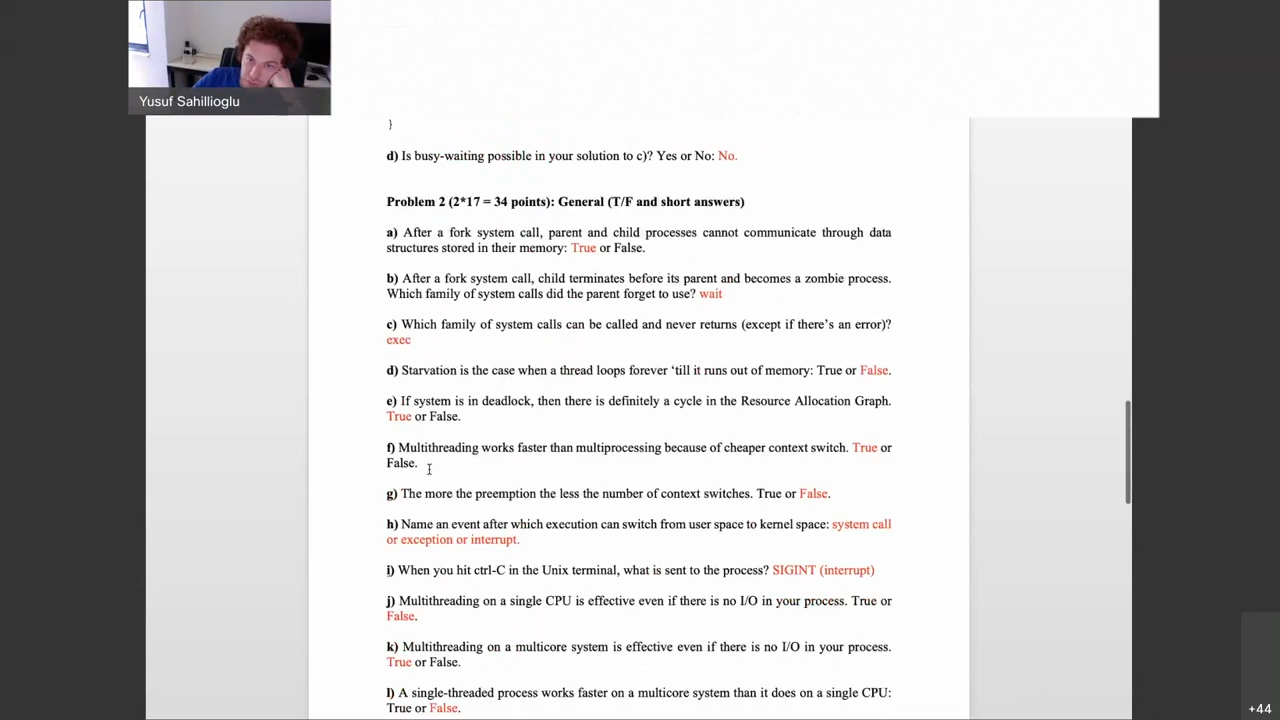 Yusuf Sahillioglu
}
d) Is busy-waiting possible in your solution to c)? Yes or No: No.
Problem 2 (2*17 = 34 points): General (T/F and short answers)
a) After a fork system call, parent and child processes cannot communicate through data
structures stored in their memory: True or False.
b) After a fork system call, child terminates before its parent and becomes a zombie process.
Which family of system calls did the parent forget to use? wait
c) Which family of system calls can be called and never returns (except if there's an error)?
exec
d) Starvation is the case when a thread loops forever 'till it runs out of memory: True or False.
e) If system is in deadlock, then there is definitely a cycle in the Resource Allocation Graph.
True or False.
f) Multithreading works faster than multiprocessing because of cheaper context switch. True or
False.
g) The more the preemption the less the number of context switches. True or False.
h) Name an event after which execution can switch from user space to kernel space: system call
or exception or interrupt.
i) When you hit ctrl-C in the Unix terminal, what is sent to the process? SIGINT (interrupt)
j) Multithreading on a single CPU is effective even if there is no I/O in your process. True or
False.
k) Multithreading on a multicore system is effective even if there is no I/O in your process.
True or False.
l) A single-threaded process works faster on a multicore system than it does on a single CPU:
True or False.
+44